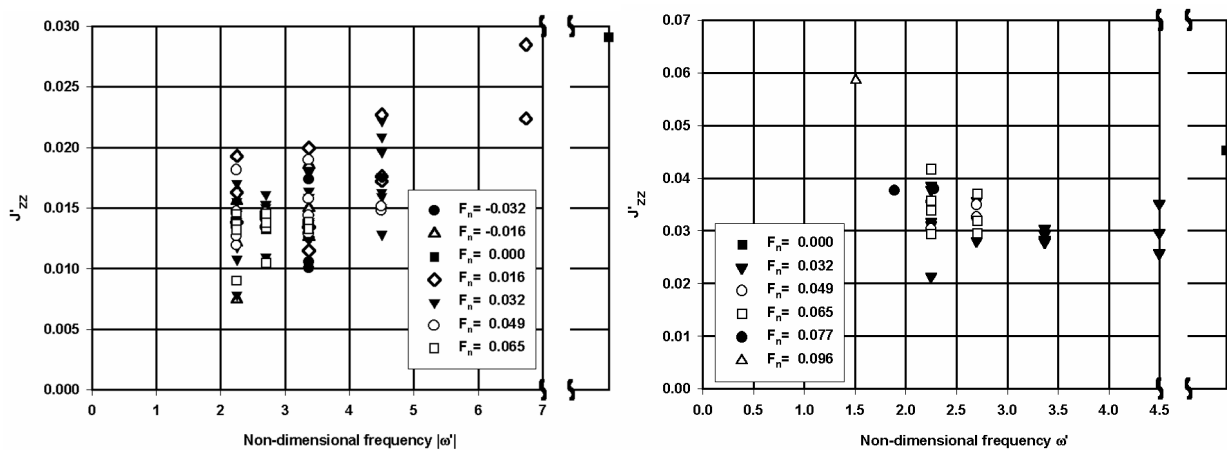 0.030
0.025
0.020
0.015
0.010
0.005
0.000
J'zz
0 1 2 3 4 5 6 7
Non-dimensional frequency |ω'|
Fn= -0.032
Fn= -0.016
Fn= 0.000
Fn= 0.016
Fn= 0.032
Fn= 0.049
Fn= 0.065
0.07
0.06
0.05
0.04
0.03
0.02
0.01
0.00
J'zz
0.0 0.5 1.0 1.5 2.0 2.5 3.0 3.5 4.0 4.5
Non-dimensional frequency ω'
Fn= 0.000
Fn= 0.032
Fn= 0.049
Fn= 0.065
Fn= 0.077
Fn= 0.096